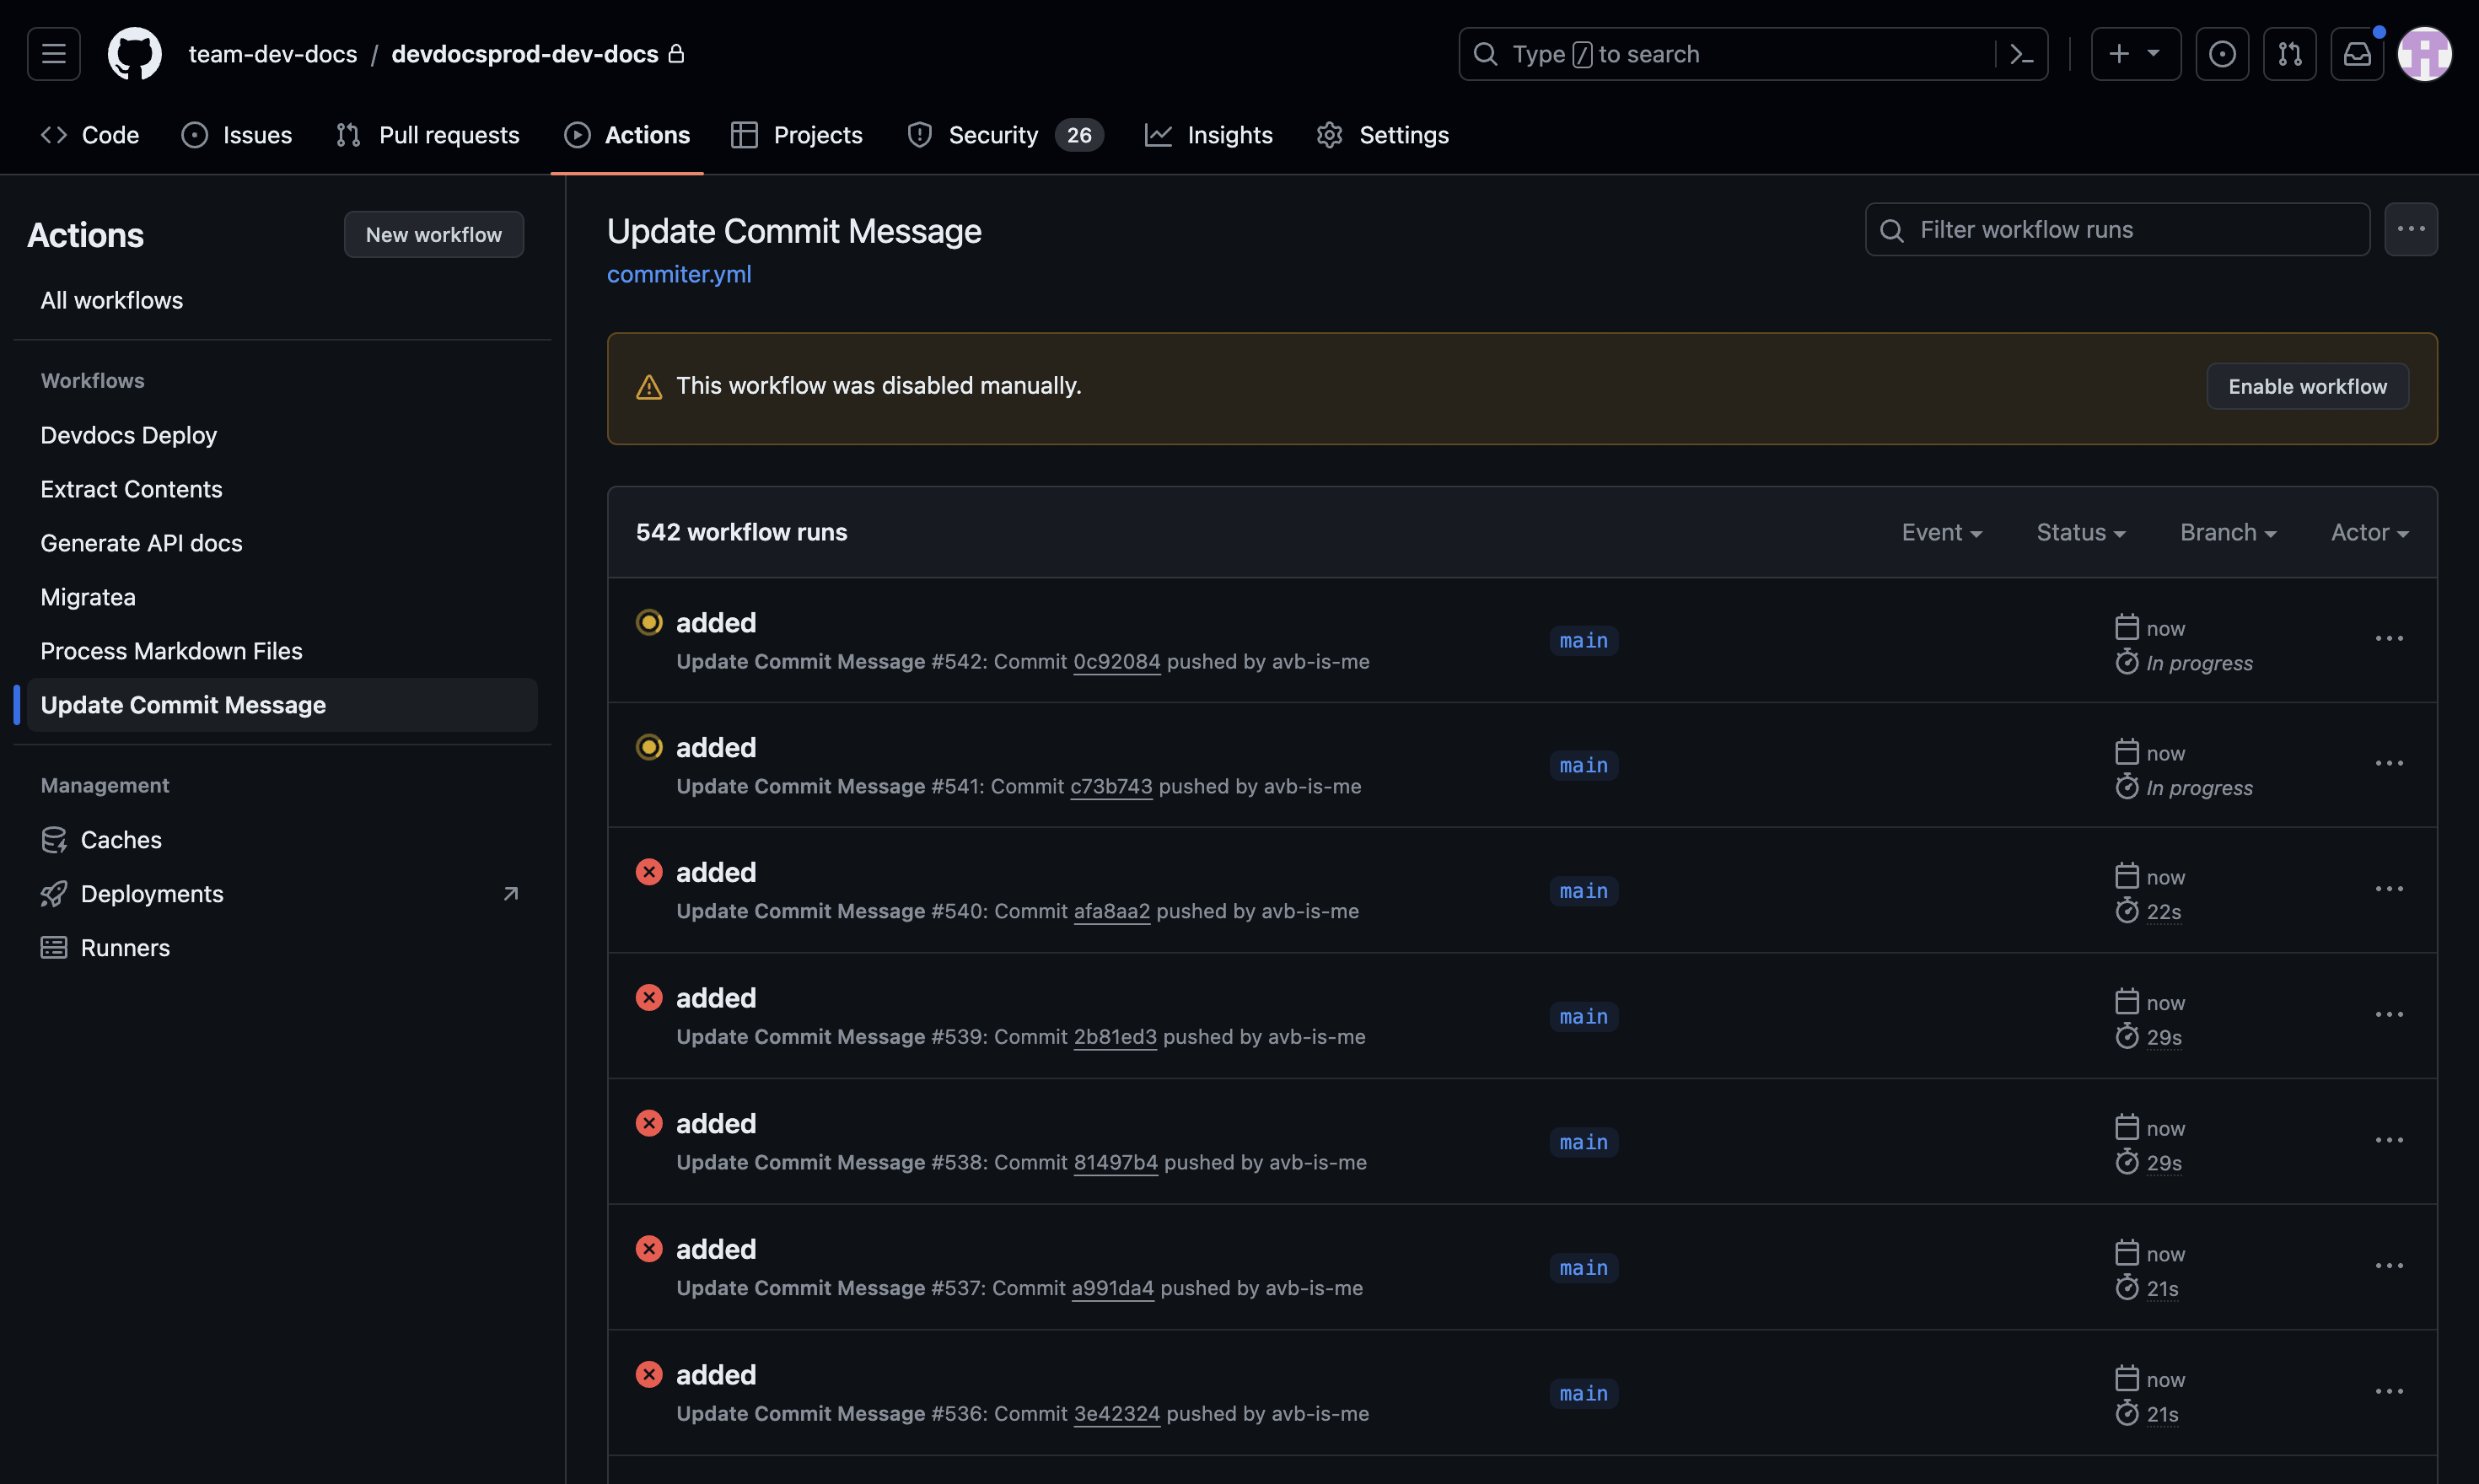 team-dev-docs / devdocsprod-dev-docs
Type / to search
Code
Issues
Pull requests
Actions
Projects
Security 26
Insights
Settings
Actions
New workflow
All workflows
Workflows
Devdocs Deploy
Extract Contents
Generate API docs
Migratea
Process Markdown Files
Update Commit Message
Management
Caches
Deployments
Runners
Update Commit Message
commiter.yml
Filter workflow runs
This workflow was disabled manually.
Enable workflow
542 workflow runs
Event
Status
Branch
Actor
added
Update Commit Message #542: Commit 0c92084 pushed by avb-is-me
main
now
In progress
added
Update Commit Message #541: Commit c73b743 pushed by avb-is-me
main
now
In progress
added
Update Commit Message #540: Commit afa8aa2 pushed by avb-is-me
main
now
22s
added
Update Commit Message #539: Commit 2b81ed3 pushed by avb-is-me
main
now
29s
added
Update Commit Message #538: Commit 81497b4 pushed by avb-is-me
main
now
29s
added
Update Commit Message #537: Commit a991da4 pushed by avb-is-me
main
now
21s
added
Update Commit Message #536: Commit 3e42324 pushed by avb-is-me
main
now
21s